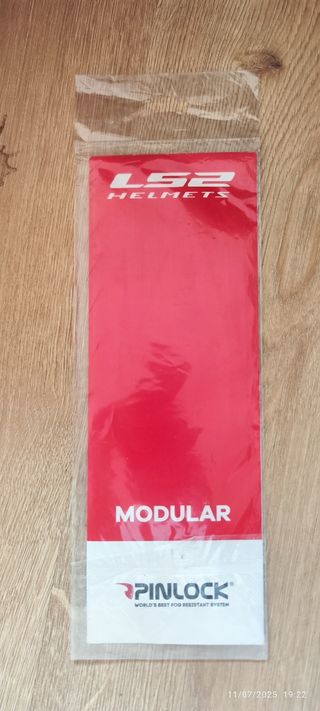 LS2
HELMETS
MODULAR
PINLOCK®
WORLD'S BEST FOG RESISTANT SYSTEM
11/07/2025 19:22